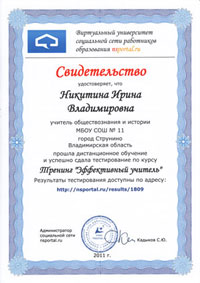 Виртуальный университет
социальной сети работников
образования nsportal.ru
Свидетельство
удостоверяет, что
Никитина Ирина
Владимировна
учитель обществознания и истории
МБОУ СОШ № 11
город Струнино
Владимирская область
прошла дистанционное обучение
и успешно сдала тестирование по курсу
Тренинг "Эффективный учитель"
Результаты тестирования доступны по адресу:
http://nsportal.ru/results/1809
Администратор
социальной сети
nsportal.ru
Кадыков С.Ю.
2011 г.